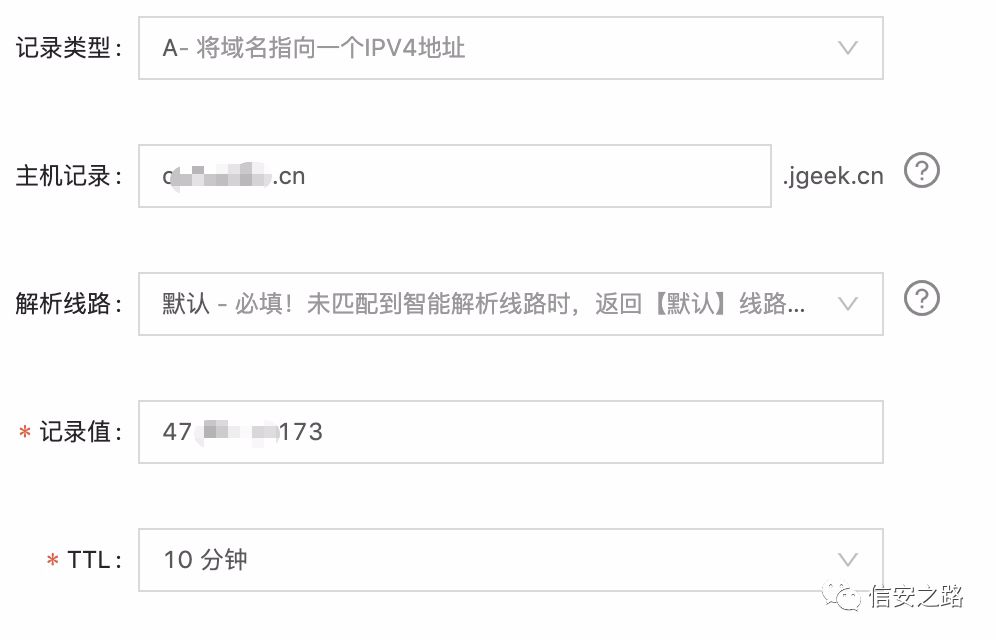 记录类型： A- 将域名指向一个IPV4地址
主机记录： .cn .jgeek.cn ?
解析线路： 默认 - 必填！未匹配到智能解析线路时，返回【默认】线路... ?
* 记录值： 47 173
* TTL： 10 分钟
信安之路